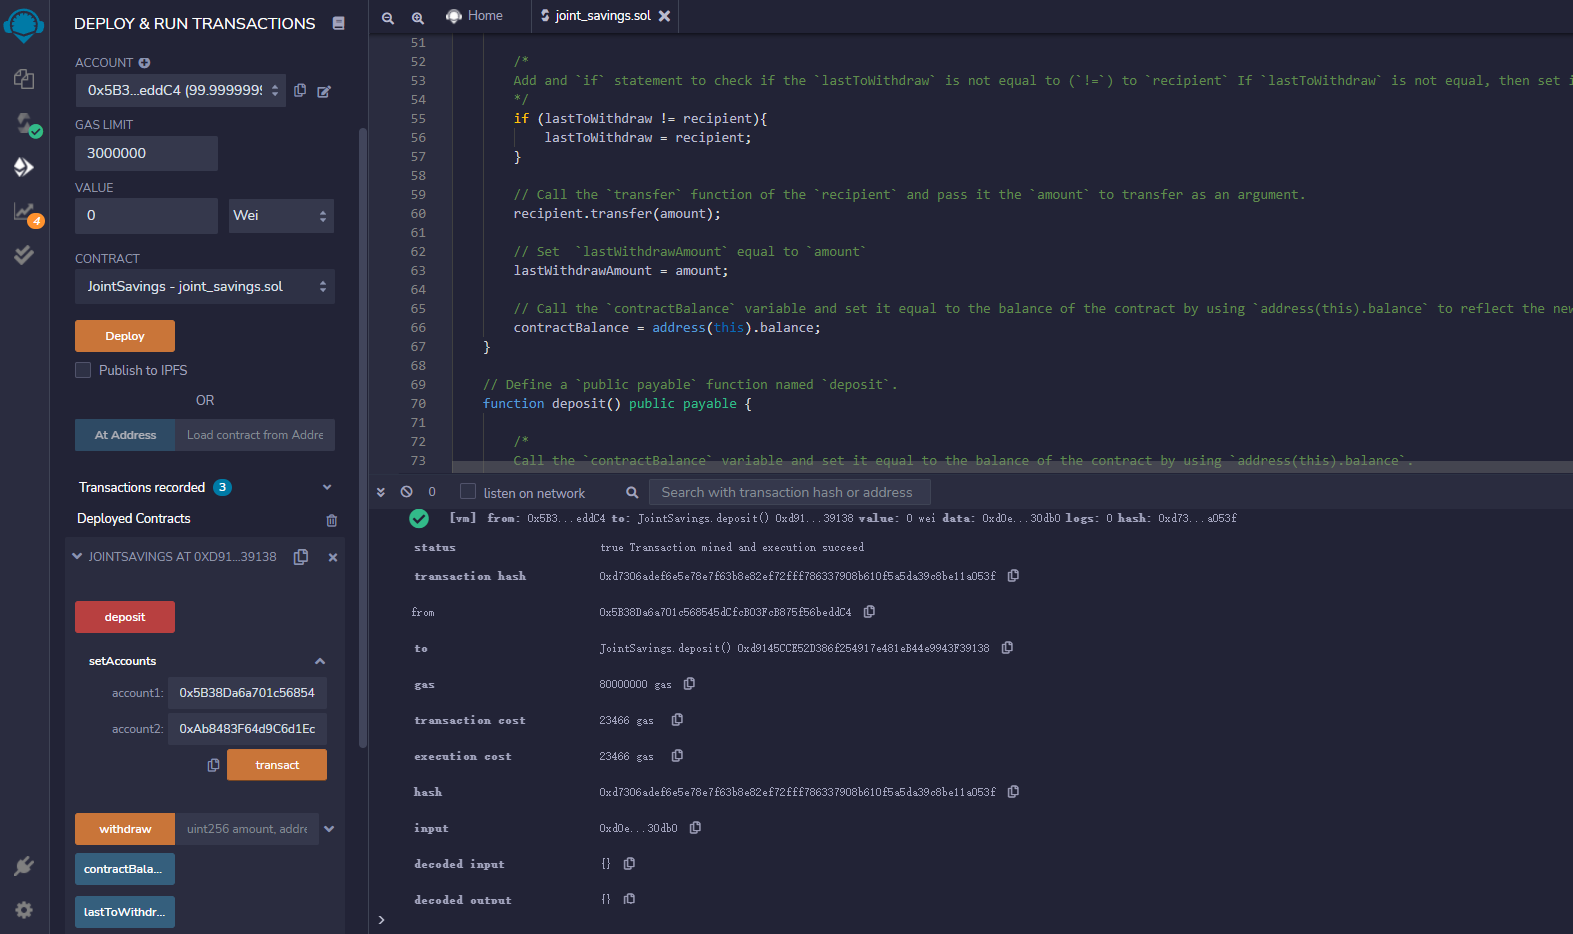 DEPLOY & RUN TRANSACTIONS
ACCOUNT
0x5B3...eddC4 (99.9999999
GAS LIMIT
3000000
VALUE
0
Wei
CONTRACT
JointSavings - joint_savings.sol
Deploy
Publish to IPFS
OR
At Address
Load contract from Addre
Transactions recorded 3
Deployed Contracts
JOINTSAVINGS AT 0XD91...39138
deposit
setAccounts
account1: 0x5B38Da6a701c56854
account2: 0xAb8483F64d9C6d1Ec
transact
withdraw
uint256 amount, addre
contractBala...
lastToWithdr...
4
Home
joint_savings.sol
51
52 /*
53 Add and `if` statement to check if the `lastToWithdraw` is not equal to (`!=`) to `recipient` If `lastToWithdraw` is not equal, then set i
54 */
55 if (lastToWithdraw != recipient){
56 lastToWithdraw = recipient;
57 }
58
59 // Call the `transfer` function of the `recipient` and pass it the `amount` to transfer as an argument.
60 recipient.transfer(amount);
61
62 // Set  `lastWithdrawAmount` equal to `amount`
63 lastWithdrawAmount = amount;
64
65 // Call the `contractBalance` variable and set it equal to the balance of the contract by using `address(this).balance` to reflect the new
66 contractBalance = address(this).balance;
67 }
68
69 // Define a `public payable` function named `deposit`.
70 function deposit() public payable {
71
72 /*
73 Call the `contractBalance` variable and set it equal to the balance of the contract by using `address(this).balance`.
0
listen on network
Search with transaction hash or address
[vm] from: 0x5B3...eddC4 to: JointSavings.deposit() 0xd91...39138 value: 0 wei data: 0xd0e...30db0 logs: 0 hash: 0xd73...a053f
status true Transaction mined and execution succeed
transaction hash 0xd7306adef6e5e78e7f63b8e82ef72fff786337908b610f5a5da39c8be11a053f
from 0x5B38Da6a701c568545dCfcB03FcB875f56beddC4
to JointSavings.deposit() 0xd9145CCE52D386f254917e481eB44e9943F39138
gas 80000000 gas
transaction cost 23466 gas
execution cost 23466 gas
hash 0xd7306adef6e5e78e7f63b8e82ef72fff786337908b610f5a5da39c8be11a053f
input 0xd0e...30db0
decoded input {}
decoded output {}
>